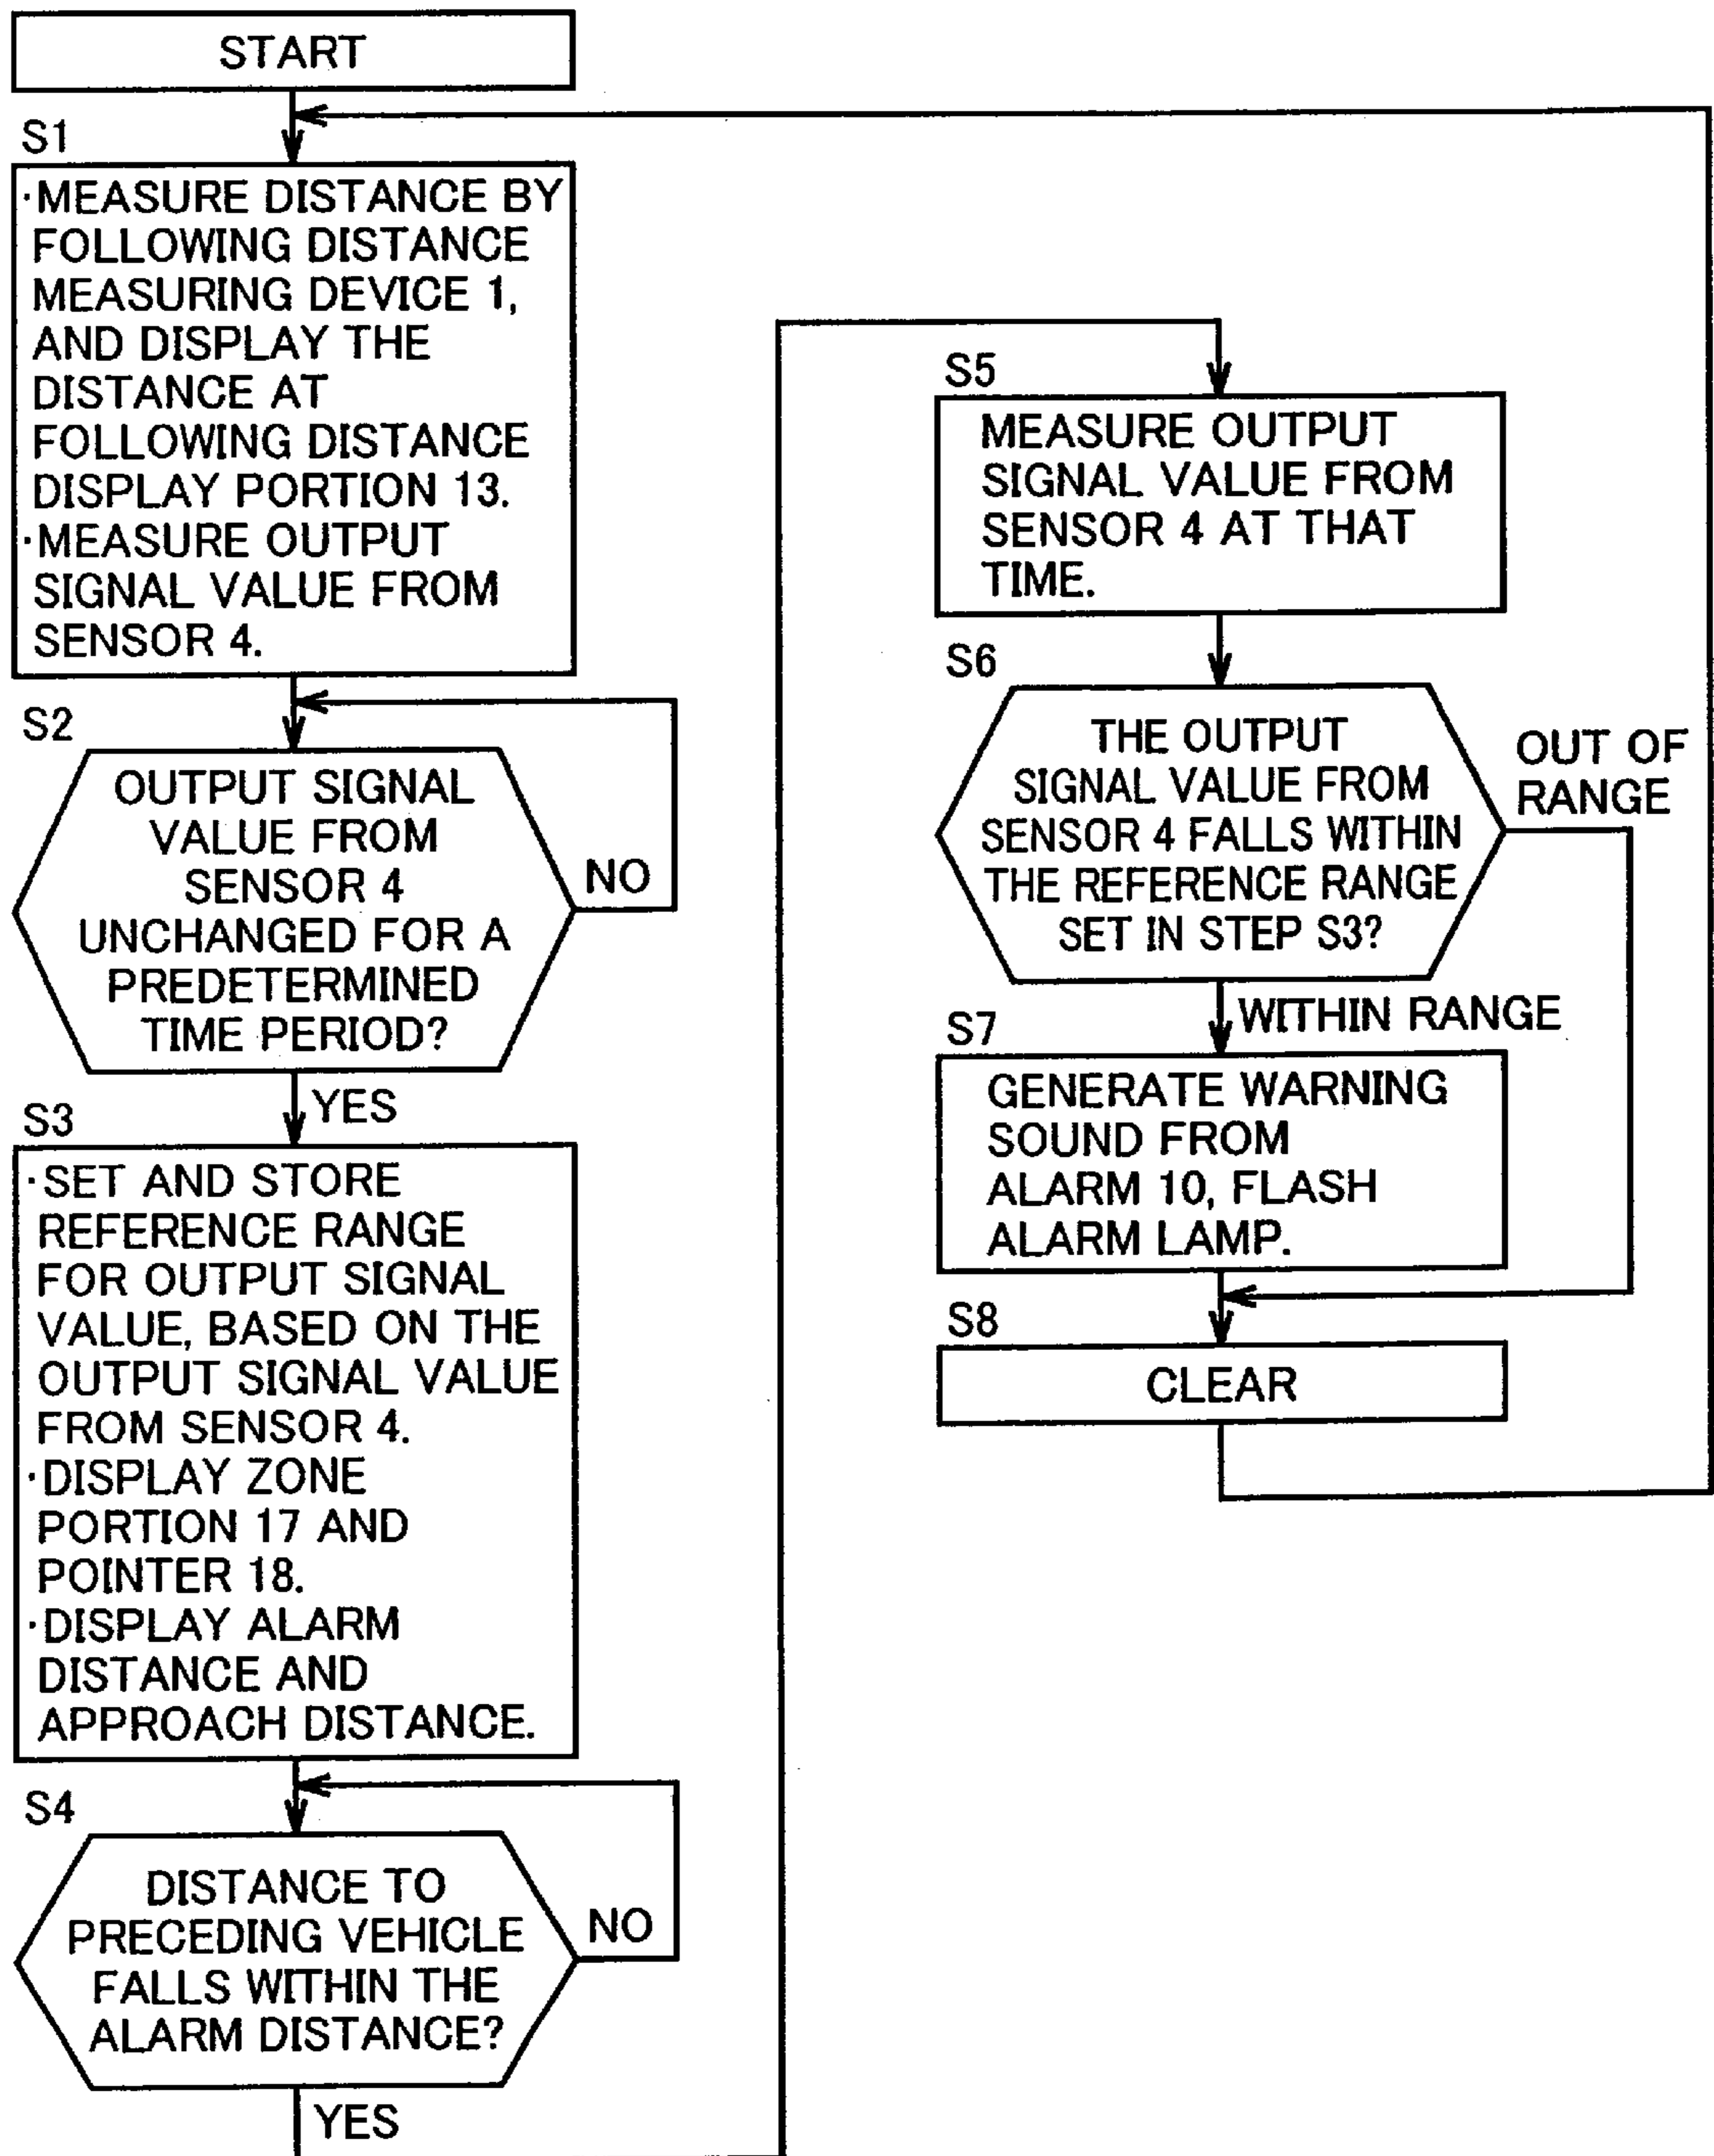 START
S1
·MEASURE DISTANCE BY
FOLLOWING DISTANCE
MEASURING DEVICE 1,
AND DISPLAY THE
DISTANCE AT
FOLLOWING DISTANCE
DISPLAY PORTION 13.
·MEASURE OUTPUT
SIGNAL VALUE FROM
SENSOR 4.
S2
OUTPUT SIGNAL
VALUE FROM
SENSOR 4
UNCHANGED FOR A
PREDETERMINED
TIME PERIOD?
NO
YES
S3
·SET AND STORE
REFERENCE RANGE
FOR OUTPUT SIGNAL
VALUE, BASED ON THE
OUTPUT SIGNAL VALUE
FROM SENSOR 4.
·DISPLAY ZONE
PORTION 17 AND
POINTER 18.
·DISPLAY ALARM
DISTANCE AND
APPROACH DISTANCE.
S4
DISTANCE TO
PRECEDING VEHICLE
FALLS WITHIN THE
ALARM DISTANCE?
NO
YES
S5
MEASURE OUTPUT
SIGNAL VALUE FROM
SENSOR 4 AT THAT
TIME.
S6
THE OUTPUT
SIGNAL VALUE FROM
SENSOR 4 FALLS WITHIN
THE REFERENCE RANGE
SET IN STEP S3?
OUT OF
RANGE
WITHIN RANGE
S7
GENERATE WARNING
SOUND FROM
ALARM 10, FLASH
ALARM LAMP.
S8
CLEAR